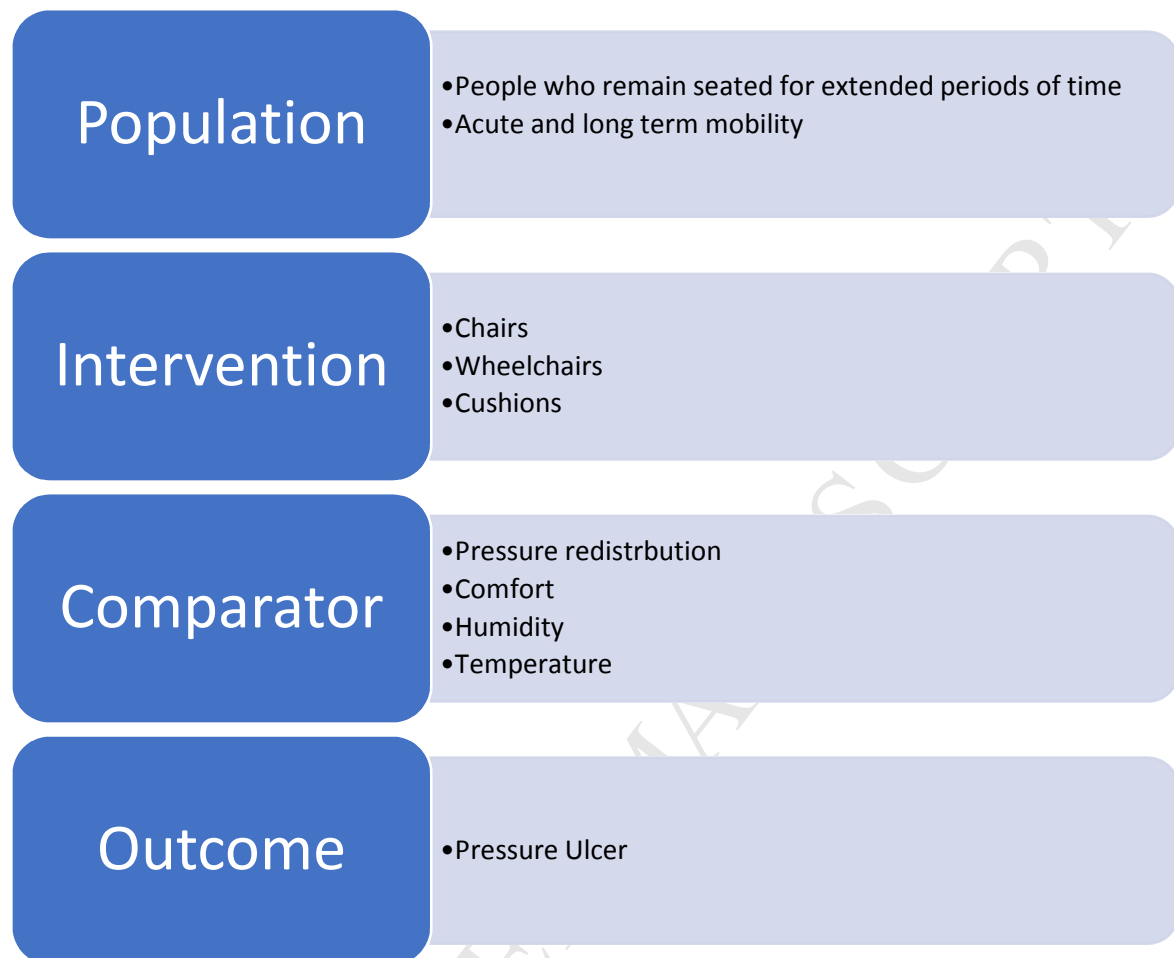 Population
•People who remain seated for extended periods of time
•Acute and long term mobility
Intervention
•Chairs
•Wheelchairs
•Cushions
Comparator
•Pressure redistrbution
•Comfort
•Humidity
•Temperature
Outcome
•Pressure Ulcer